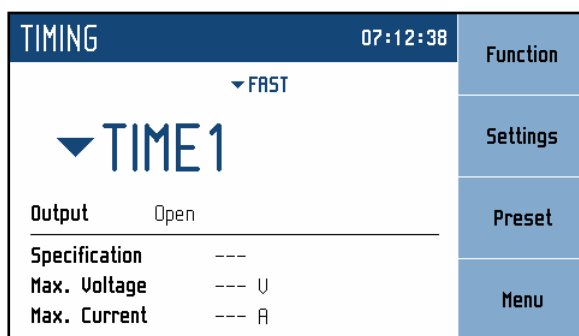 TIMING 07:12:38
Function
FAST
TIME1
Settings
Output Open
Preset
Specification ---
Max. Voltage --- V
Max. Current --- A
Menu